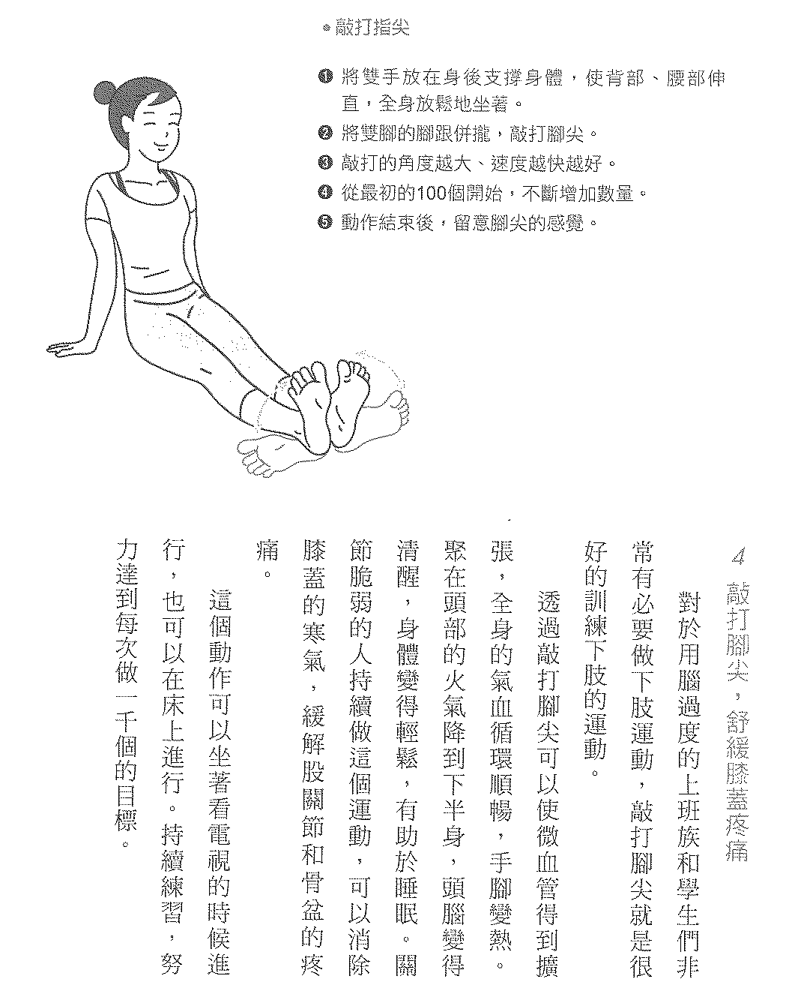 •敲打指尖
❶ 將雙手放在身後支撐身體，使背部、腰部伸
直，全身放鬆地坐著。
❷ 將雙腳的腳跟併攏，敲打腳尖。
❸ 敲打的角度越大、速度越快越好。
❹ 從最初的100個開始，不斷增加數量。
❺ 動作結束後，留意腳尖的感覺。
4 敲打腳尖，舒緩膝蓋疼痛
對於用腦過度的上班族和學生們非
常有必要做下肢運動，敲打腳尖就是很
好的訓練下肢的運動。
透過敲打腳尖可以使微血管得到擴
張，全身的氣血循環順暢，手腳變熱。
聚在頭部的火氣降到下半身，頭腦變得
清醒，身體變得輕鬆，有助於睡眠。關
節脆弱的人持續做這個運動，可以消除
膝蓋的寒氣，緩解股關節和骨盆的疼
痛。
這個動作可以坐著看電視的時候進
行，也可以在床上進行。持續練習，努
力達到每次做一千個的目標。